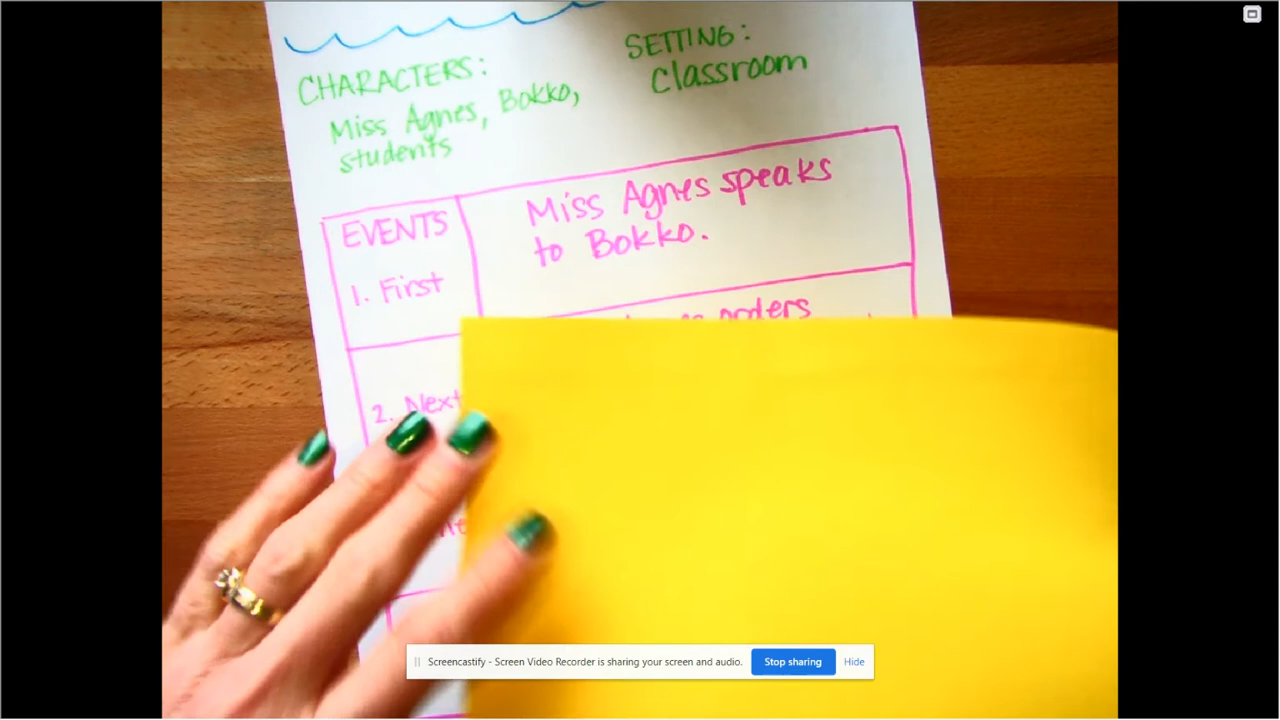 CHARACTERS:
Miss Agnes, Bokko,
students
SETTING:
Classroom
EVENTS
1. First
Miss Agnes speaks
to Bokko.
orders
2. Next
Screencastify - Screen Video Recorder is sharing your screen and audio.
Stop sharing
Hide